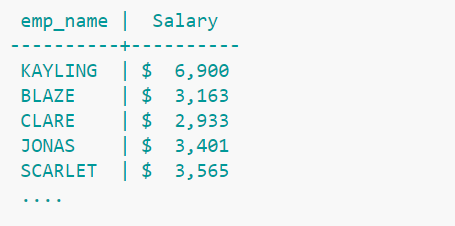 emp_name |  Salary
----------+----------
 KAYLING  | $  6,900
 BLAZE    | $  3,163
 CLARE    | $  2,933
 JONAS    | $  3,401
 SCARLET  | $  3,565
 ....